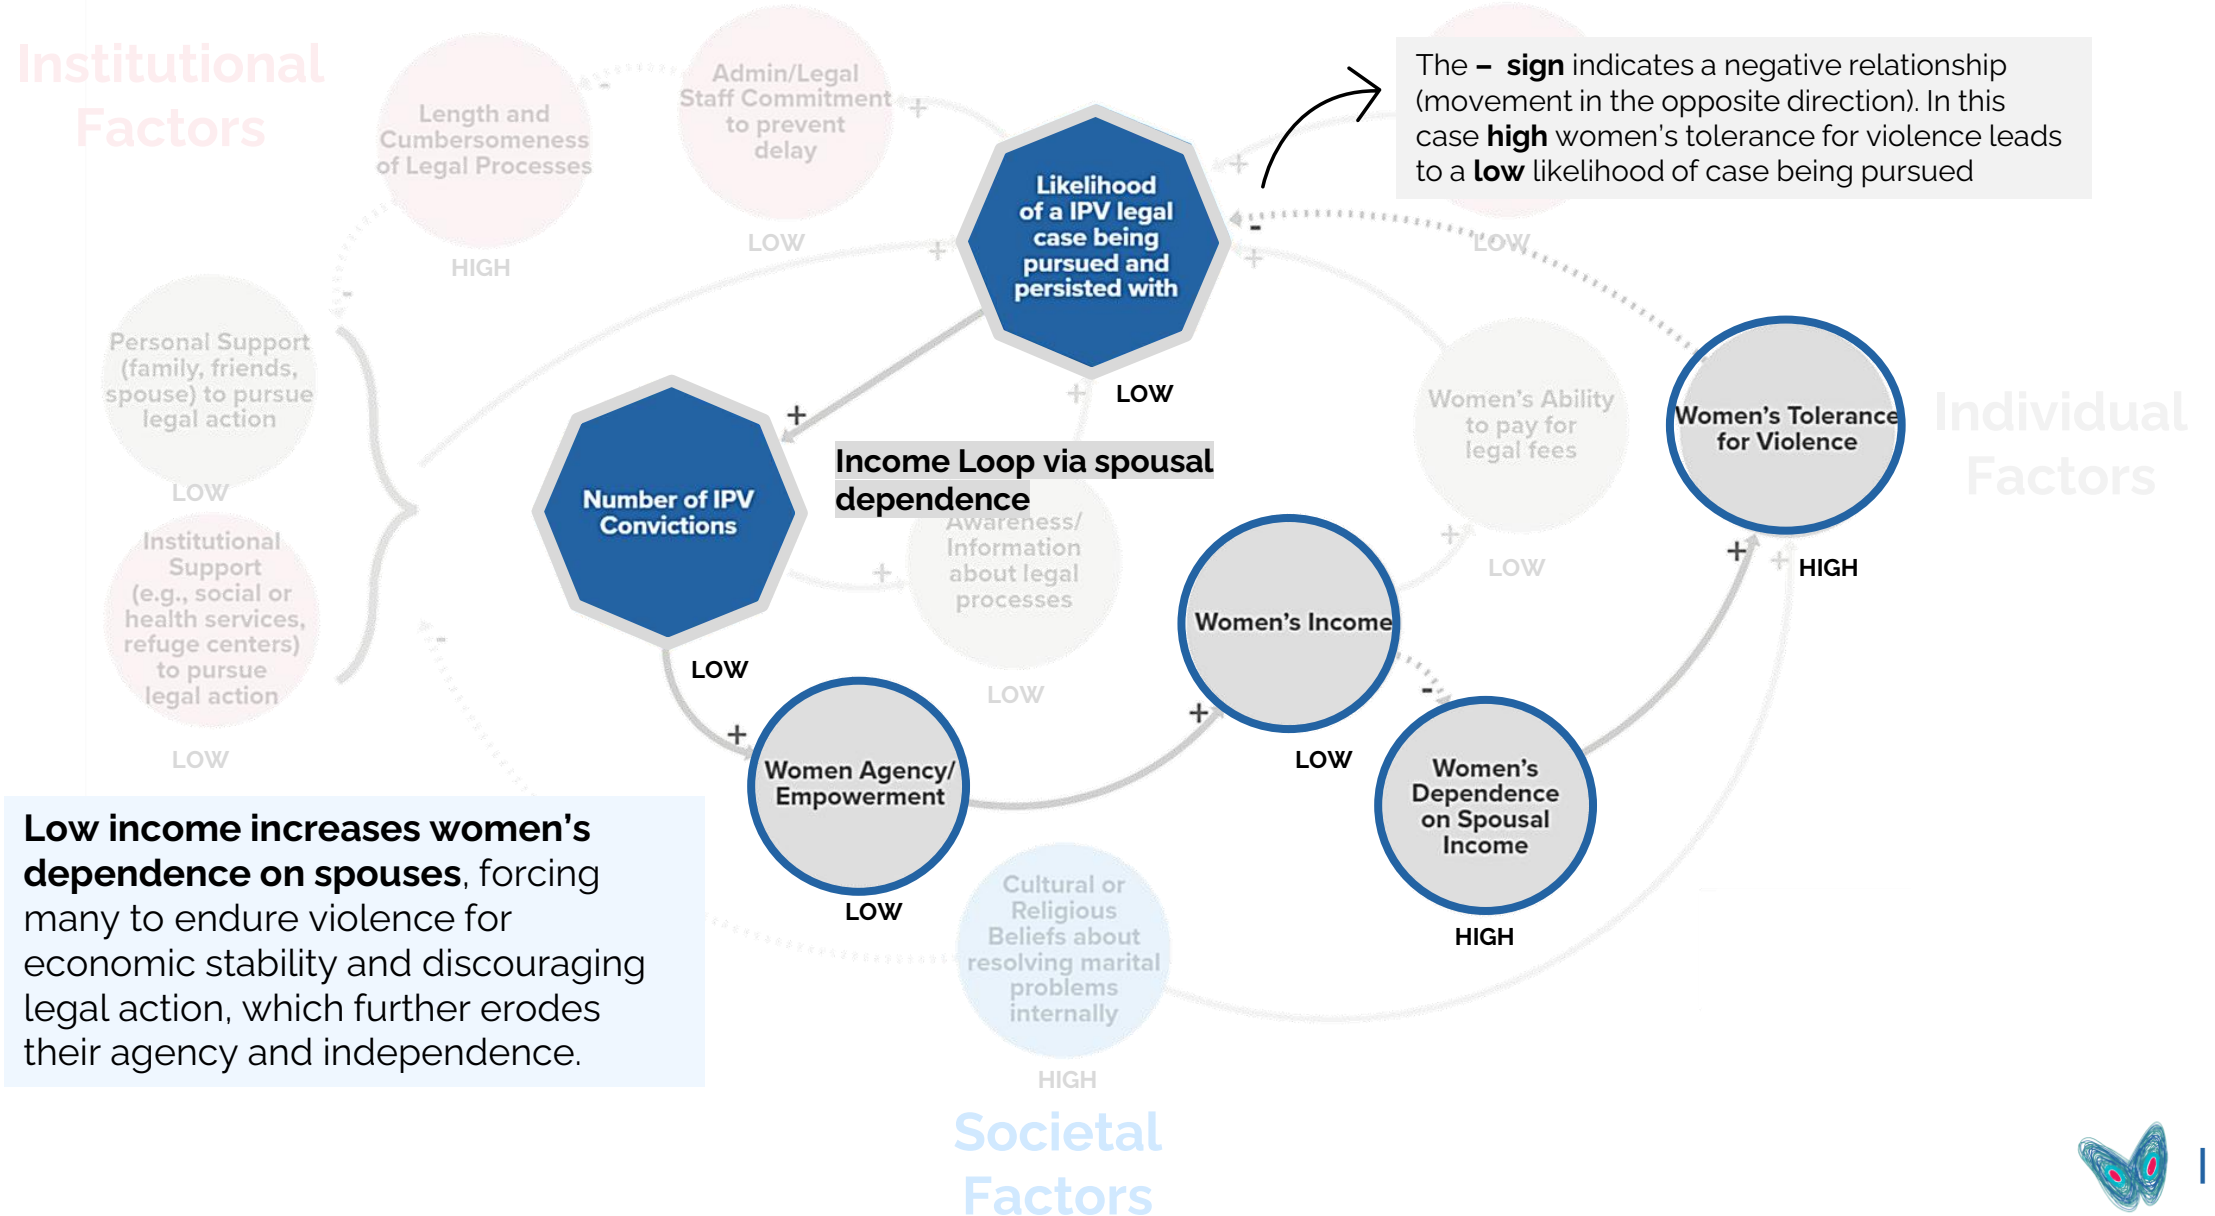 Institutional
Factors
Length and
Cumbersomeness
of Legal Processes
HIGH
-
Admin/Legal
Staff Commitment
to prevent
delay
LOW
+
The – sign indicates a negative relationship
(movement in the opposite direction). In this
case high women's tolerance for violence leads
to a low likelihood of case being pursued
+
LOW
Likelihood
of a IPV legal
case being
pursued and
persisted with
LOW
-
+
+
+
+
-
Personal Support
(family, friends,
spouse) to pursue
legal action
LOW
Institutional
Support
(e.g., social or
health services,
refuge centers)
to pursue
legal action
LOW
-
Number of IPV
Convictions
LOW
Income Loop via spousal
dependence
+
Awareness/
Information
about legal
processes
LOW
Women's Ability
to pay for
legal fees
LOW
+
Women's Tolerance
for Violence
HIGH
+
+
Individual
Factors
Women's Income
LOW
+
-
+
Women Agency/
Empowerment
LOW
Women's
Dependence
on Spousal
Income
HIGH
Low income increases women's
dependence on spouses, forcing
many to endure violence for
economic stability and discouraging
legal action, which further erodes
their agency and independence.
Cultural or
Religious
Beliefs about
resolving marital
problems
internally
HIGH
Societal
Factors